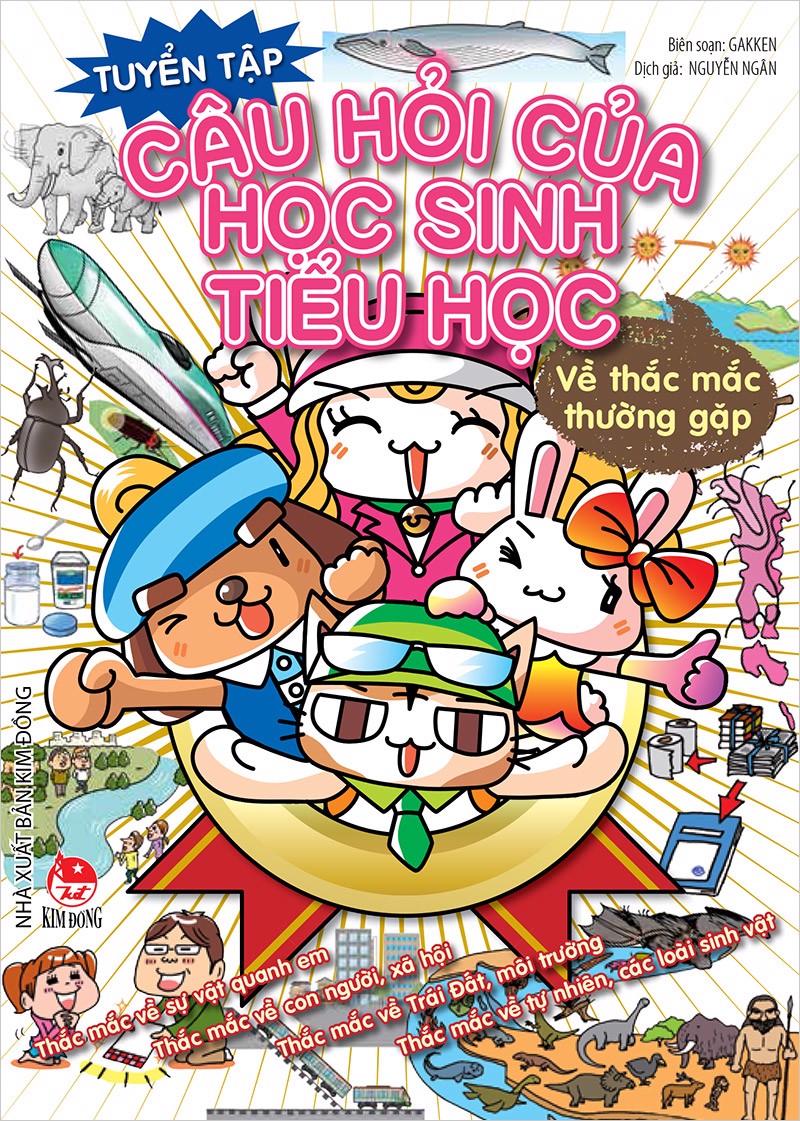 TUYỂN TẬP
Biên soạn: GAKKEN
Dịch giả: NGUYỄN NGÂN
CÂU HỎI CỦA
HỌC SINH
TIỂU HỌC
Về thắc mắc
thường gặp
NHÀ XUẤT BẢN KIM ĐỒNG
KIM ĐỒNG
Thắc mắc về sự vật quanh em
Thắc mắc về con người, xã hội
Thắc mắc về Trái Đất, môi trường
Thắc mắc về tự nhiên, các loài sinh vật